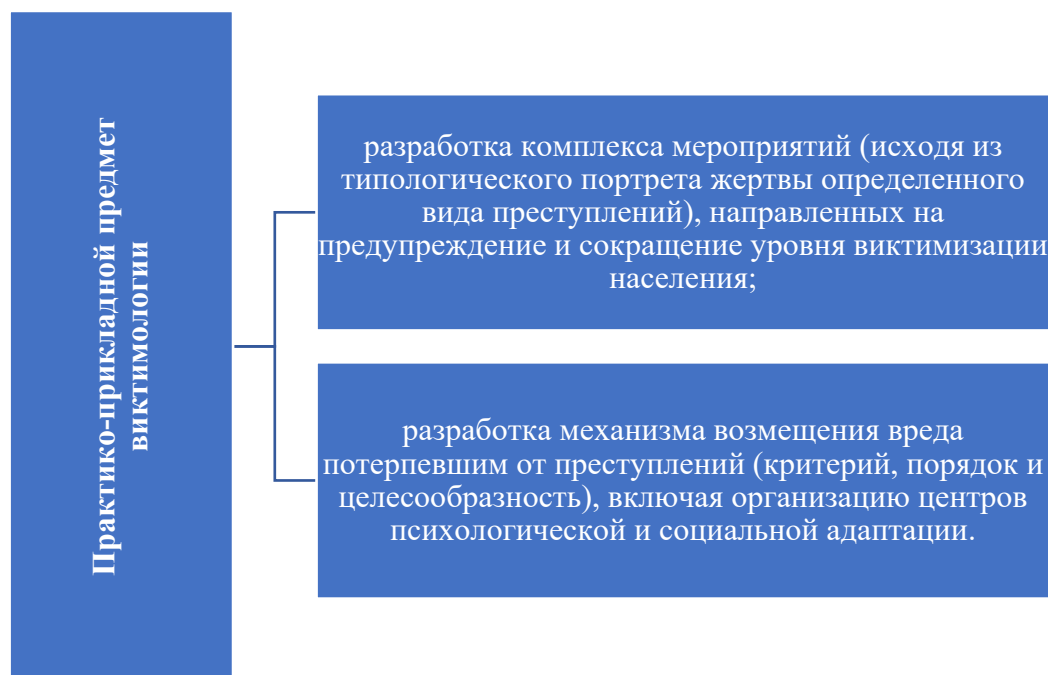 Практико-прикладной предмет
виктимологии
разработка комплекса мероприятий (исходя из
типологического портрета жертвы определенного
вида преступлений), направленных на
предупреждение и сокращение уровня виктимизации
населения;
разработка механизма возмещения вреда
потерпевшим от преступлений (критерий, порядок и
целесообразность), включая организацию центров
психологической и социальной адаптации.